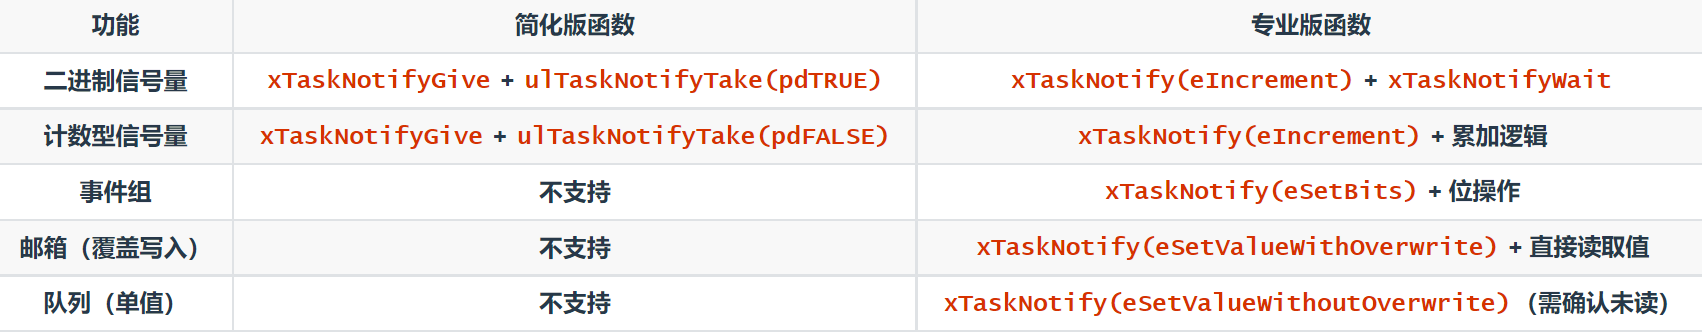 功能 简化版函数 专业版函数
二进制信号量 xTaskNotifyGive + ulTaskNotifyTake(pdTRUE) xTaskNotify(eIncrement) + xTaskNotifyWait
计数型信号量 xTaskNotifyGive + ulTaskNotifyTake(pdFALSE) xTaskNotify(eIncrement) + 累加逻辑
事件组 不支持 xTaskNotify(eSetBits) + 位操作
邮箱（覆盖写入） 不支持 xTaskNotify(eSetValueWithOverwrite) + 直接读取值
队列（单值） 不支持 xTaskNotify(eSetValueWithoutOverwrite)（需确认未读）